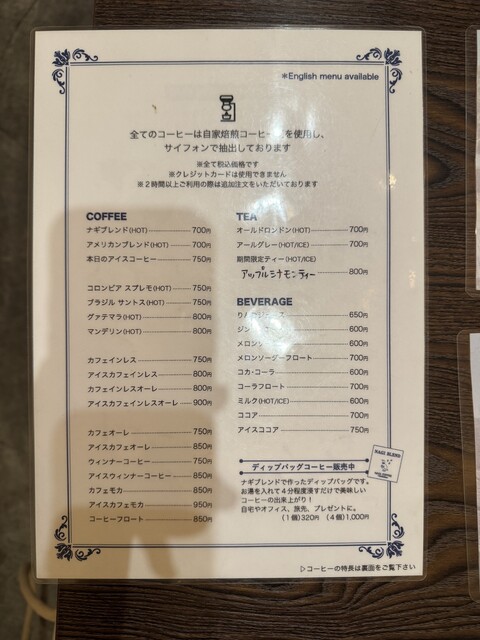 *English menu available
全てのコーヒーは自家焙煎コーヒー を使用し、
サイフォンで抽出しております
※全て税込価格です
※クレジットカードは使用できません
※2時間以上ご利用の際は追加注文をいただいております
COFFEE
ナギブレンド(HOT) 700円
アメリカンブレンド(HOT) 700円
本日のアイスコーヒー 750円
コロンビア スプレモ(HOT) 750円
ブラジル サントス(HOT) 750円
グァテマラ(HOT) 800円
マンデリン(HOT) 800円
カフェインレス 750円
アイスカフェインレス 800円
カフェインレスオーレ 800円
アイスカフェインレスオーレ 900円
カフェオーレ 750円
アイスカフェオーレ 850円
ウィンナーコーヒー 750円
アイスウィンナーコーヒー 850円
カフェモカ 850円
アイスカフェモカ 950円
コーヒーフロート 850円
TEA
オールドロンドン(HOT) 700円
アールグレー(HOT/ICE) 700円
期間限定ティー(HOT/ICE)
アップルシナモンティー 800円
BEVERAGE
りん ース 650円
ジン 600円
メロンソ 600円
メロンソーダーフロート 700円
コカ・コーラ 600円
コーラフロート 700円
ミルク(HOT/ICE) 600円
ココア 700円
アイスココア 750円
ディップバッグコーヒー販売中
NAGI BLEND
ナギブレンドで作ったディップバッグです。
お湯を入れて4分程度浸すだけで美味しい
コーヒーの出来上がり!
自宅やオフィス、旅先、プレゼントに。
(1個)320円 (4個)1,000円
▷コーヒーの特長は裏面をご覧下さい